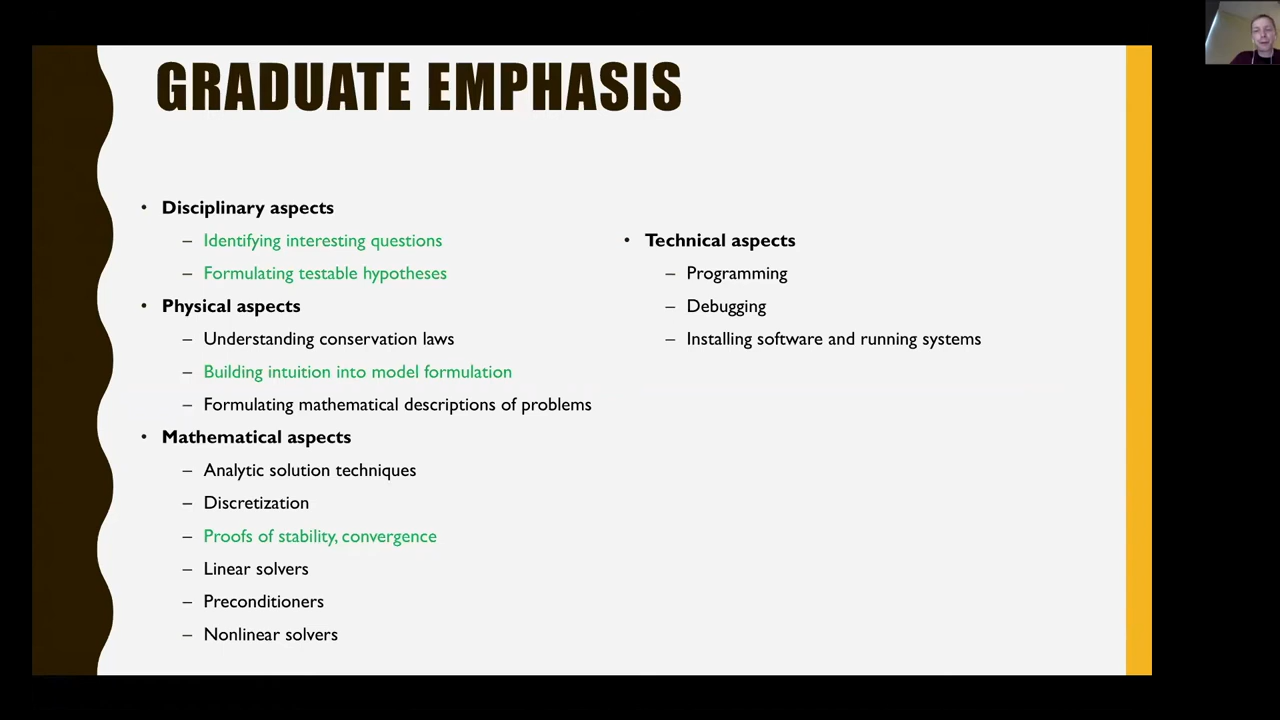 GRADUATE EMPHASIS
• Disciplinary aspects
– Identifying interesting questions
– Formulating testable hypotheses
• Physical aspects
– Understanding conservation laws
– Building intuition into model formulation
– Formulating mathematical descriptions of problems
• Mathematical aspects
– Analytic solution techniques
– Discretization
– Proofs of stability, convergence
– Linear solvers
– Preconditioners
– Nonlinear solvers
• Technical aspects
– Programming
– Debugging
– Installing software and running systems